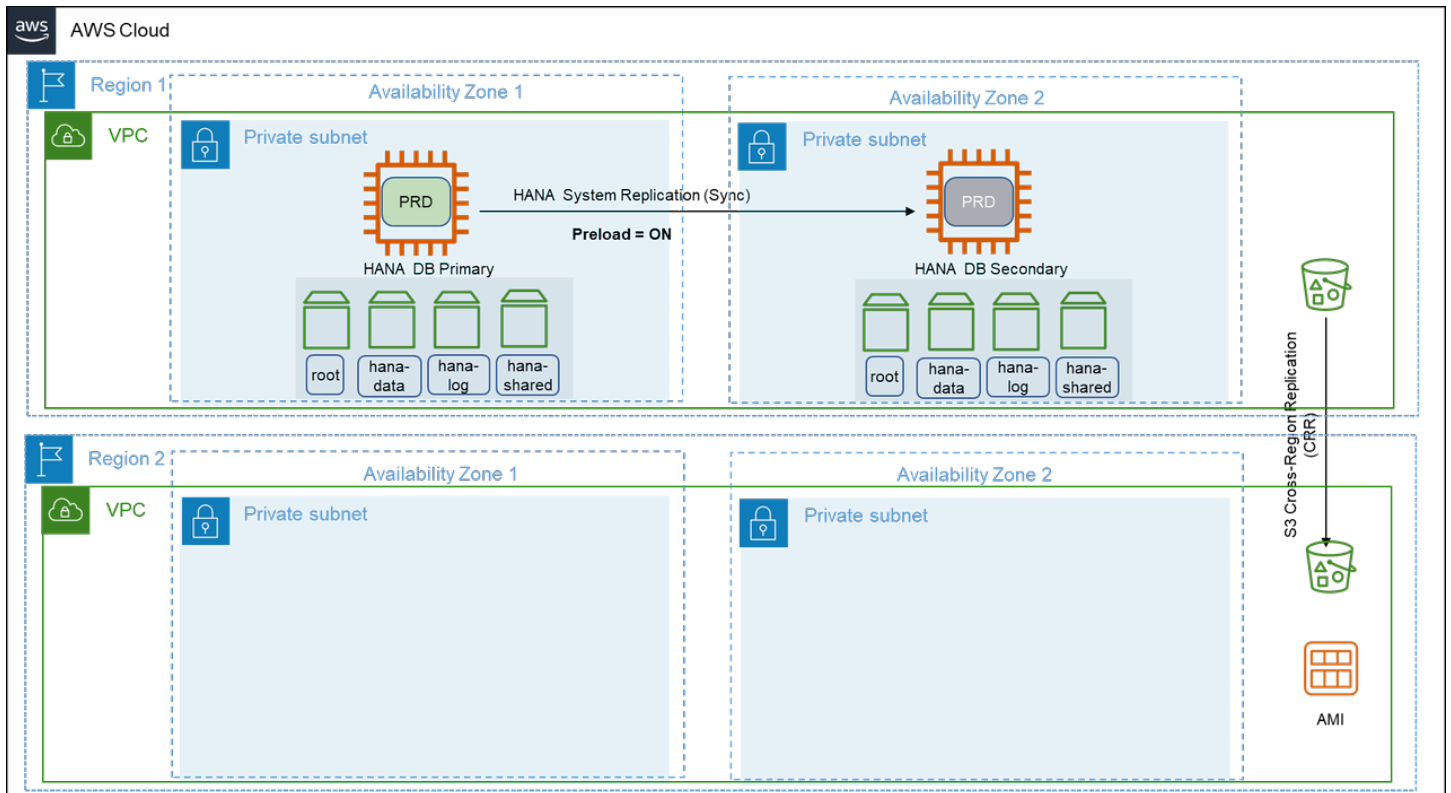 aws
AWS Cloud
Region 1
Availability Zone 1
Availability Zone 2
VPC
Private subnet
Private subnet
PRD
HANA System Replication (Sync)
PRD
Preload = ON
HANA DB Primary
HANA DB Secondary
root
hana-
data
hana-
log
hana-
shared
root
hana-
data
hana-
log
hana-
shared
S3 Cross-Region Replication
(CRR)
Region 2
Availability Zone 1
Availability Zone 2
VPC
Private subnet
Private subnet
AMI